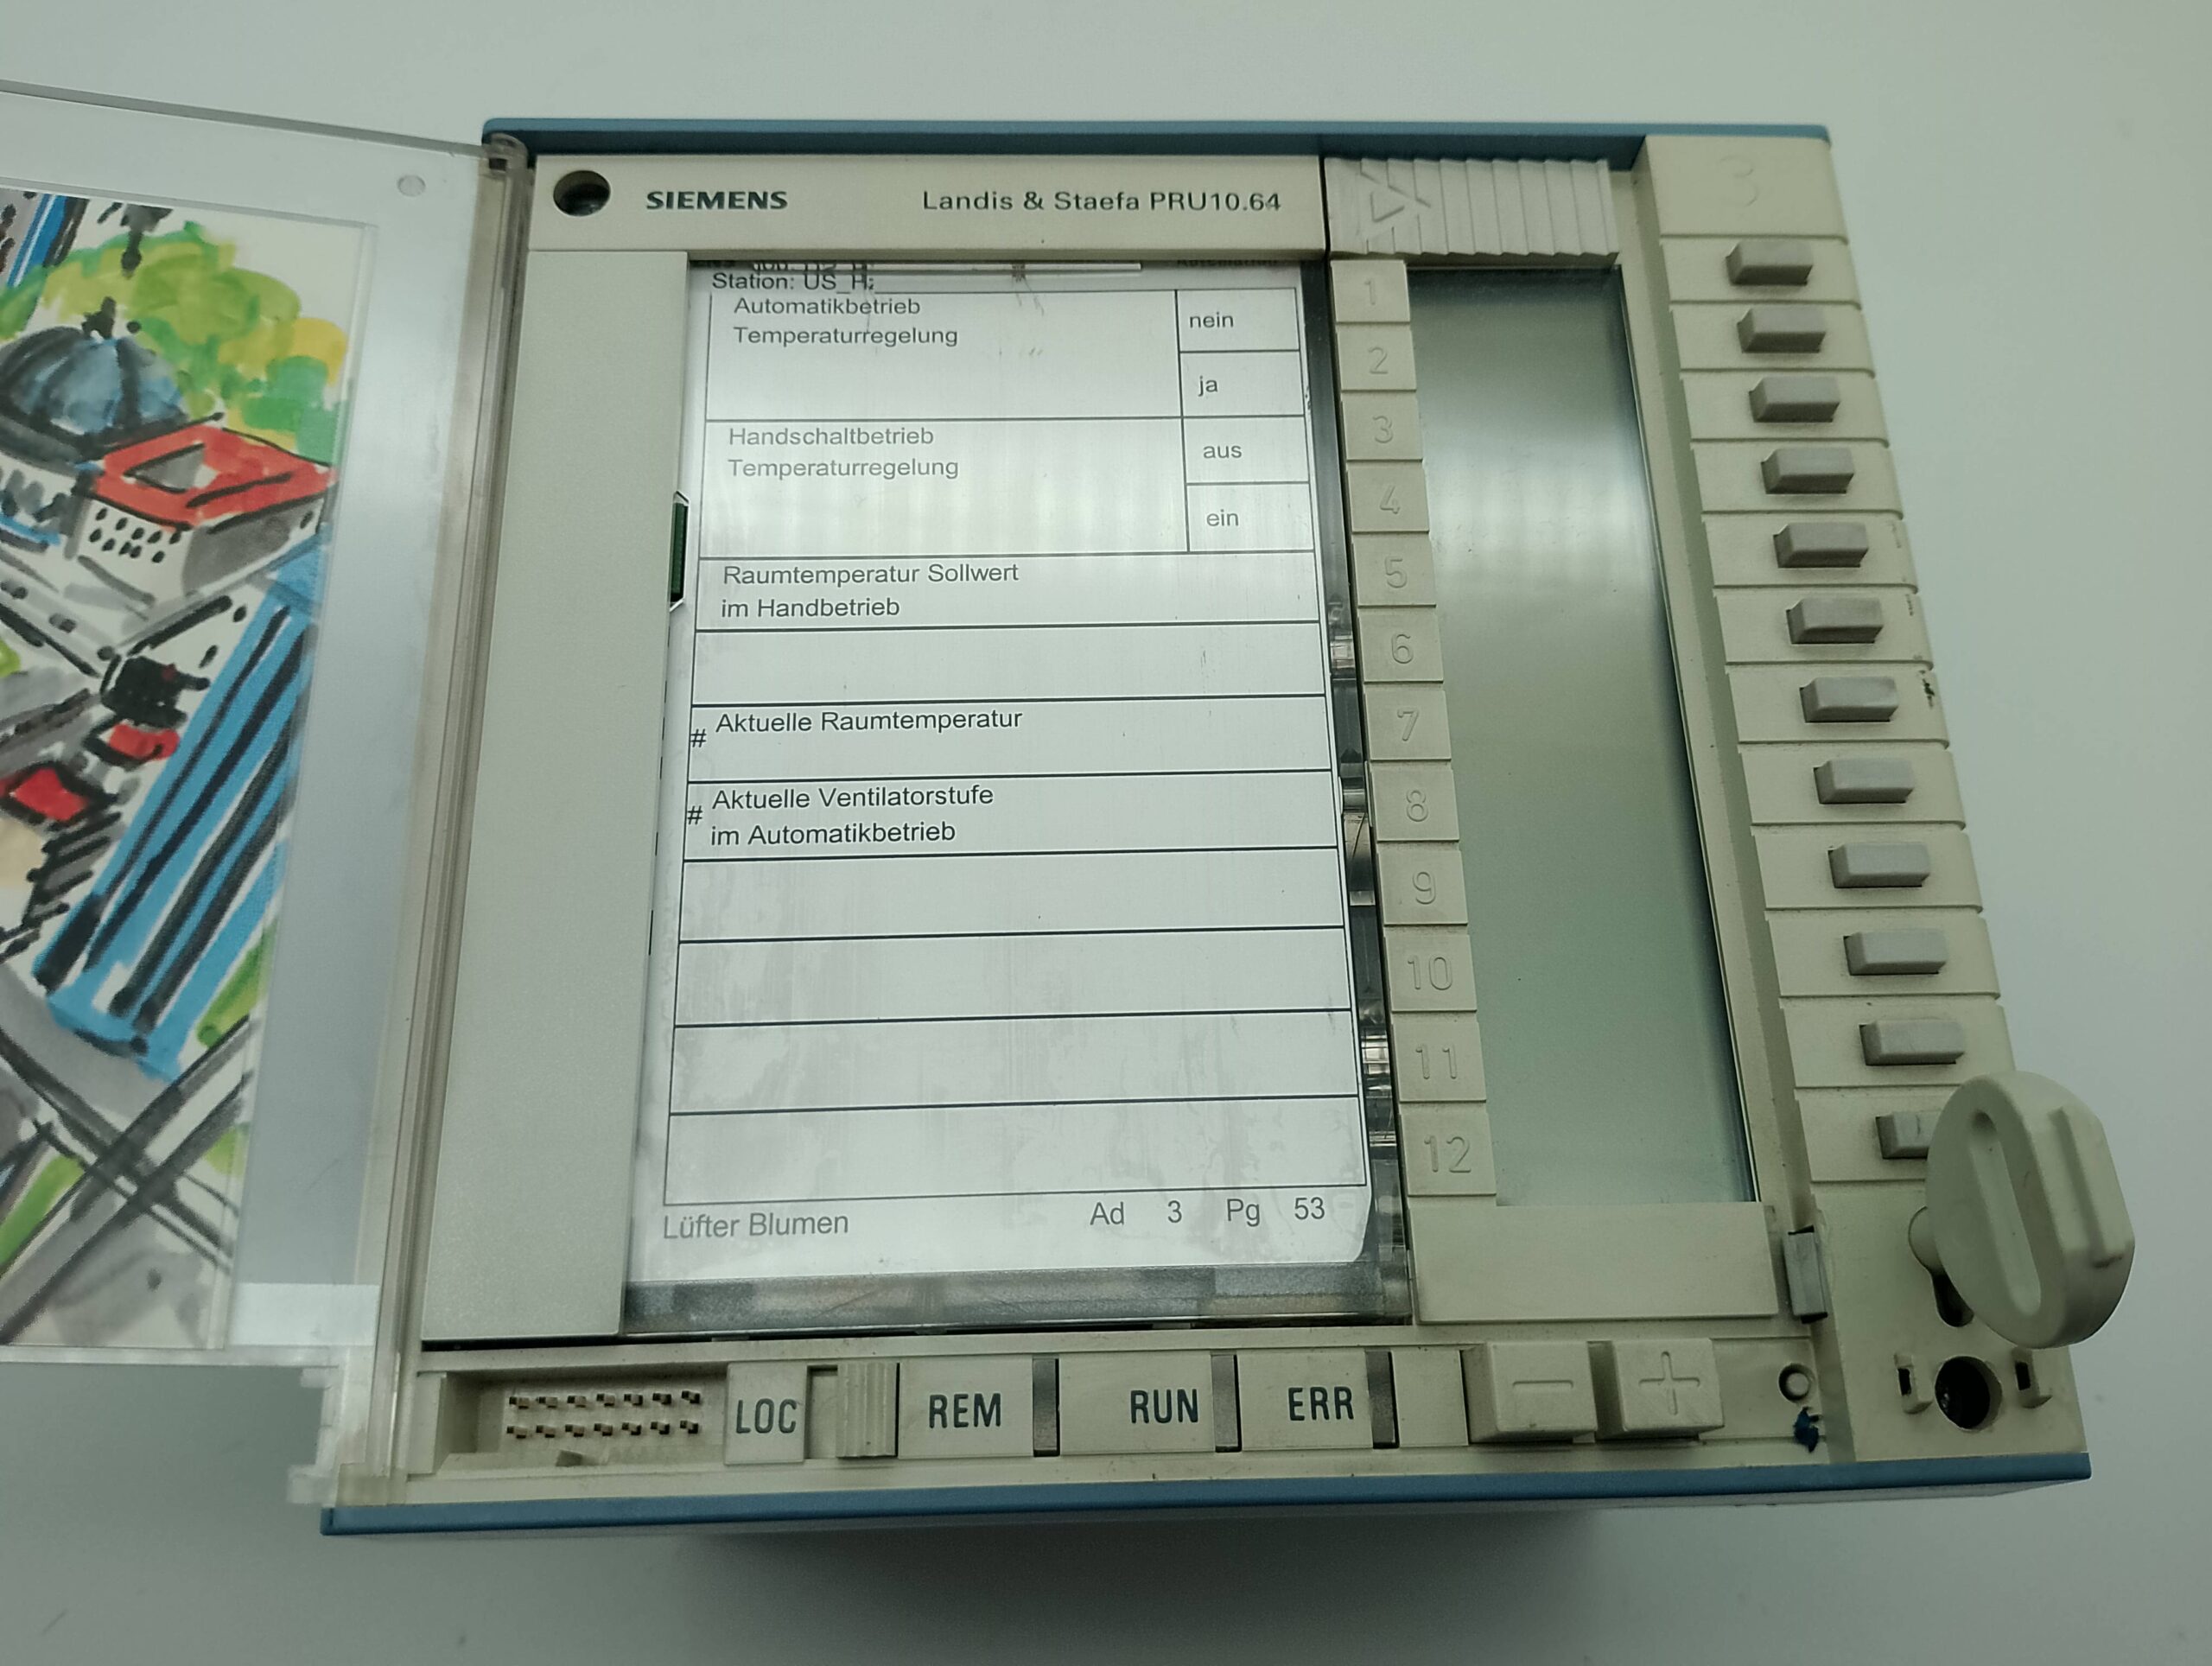 SIEMENS Landis & Staefa PRU10.64
Station: US_H
Automatikbetrieb
Temperaturregelung
nein
ja
Handschaltbetrieb
Temperaturregelung
aus
ein
Raumtemperatur Sollwert
im Handbetrieb
# Aktuelle Raumtemperatur
# Aktuelle Ventilatorstufe
im Automatikbetrieb
Lüfter Blumen Ad 3 Pg 53
1
2
3
4
5
6
7
8
9
10
11
12
3
LOC REM RUN ERR − +